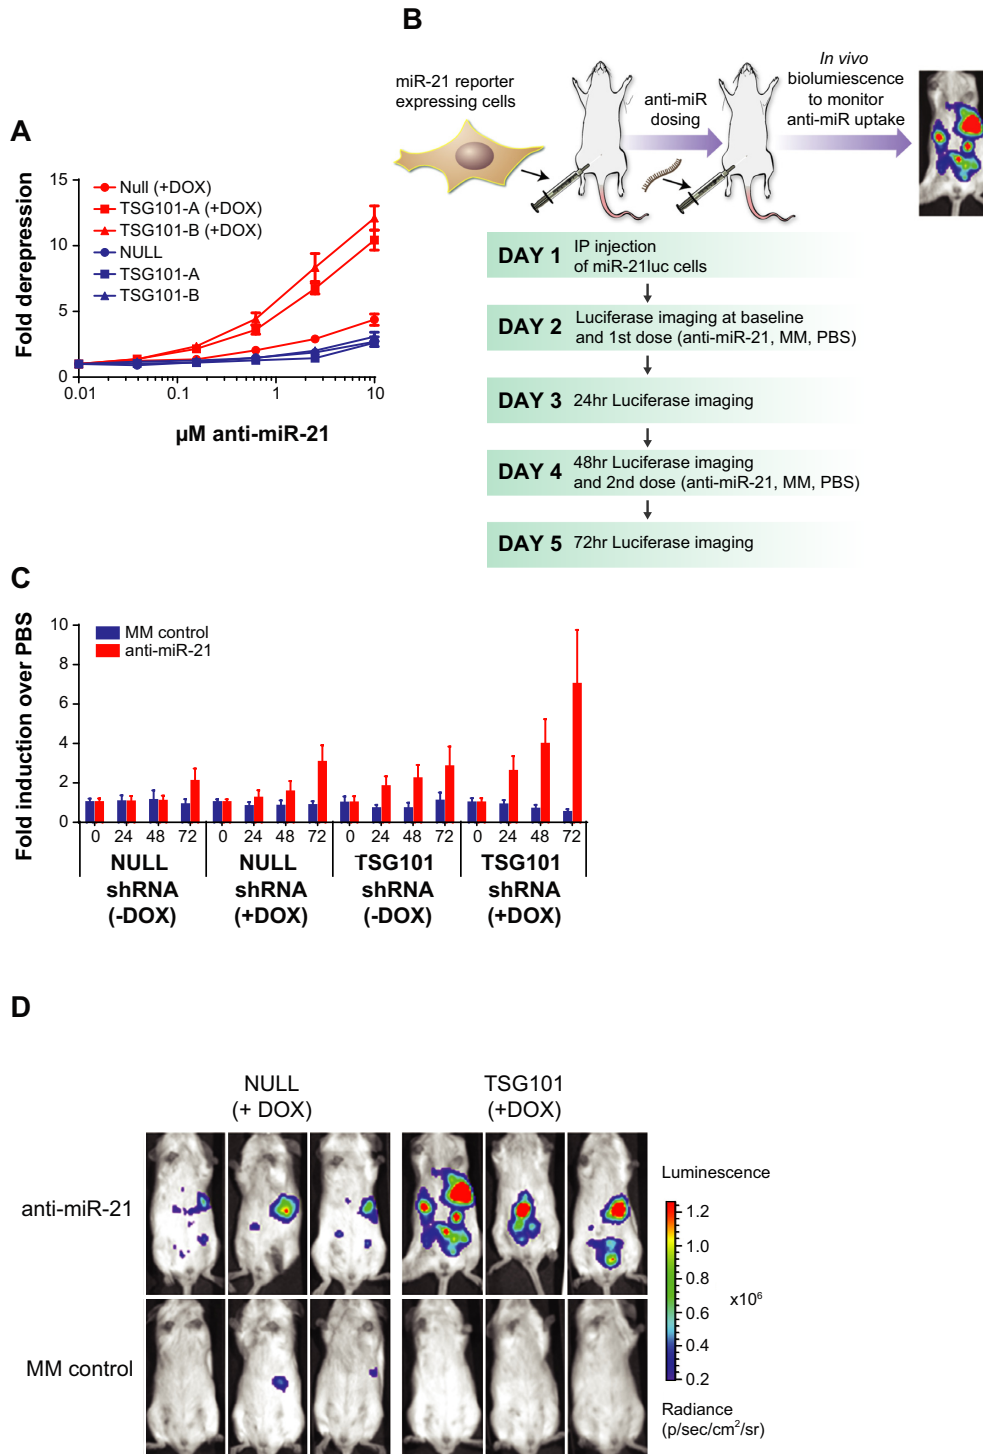 A
15
10
5
0
Fold derepression
Null (+DOX)
TSG101-A (+DOX)
TSG101-B (+DOX)
NULL
TSG101-A
TSG101-B
0.01
0.1
1
10
µM anti-miR-21
B
miR-21 reporter
expressing cells
anti-miR
dosing
In vivo
biolumiescence
to monitor
anti-miR uptake
DAY 1
IP injection
of miR-21luc cells
DAY 2
Luciferase imaging at baseline
and 1st dose (anti-miR-21, MM, PBS)
DAY 3
24hr Luciferase imaging
DAY 4
48hr Luciferase imaging
and 2nd dose (anti-miR-21, MM, PBS)
DAY 5
72hr Luciferase imaging
C
Fold induction over PBS
10
8
6
4
2
0
MM control
anti-miR-21
0 24 48 72 0 24 48 72 0 24 48 72 0 24 48 72
NULL
shRNA
(-DOX)
NULL
shRNA
(+DOX)
TSG101
shRNA
(-DOX)
TSG101
shRNA
(+DOX)
D
NULL
(+ DOX)
TSG101
(+DOX)
anti-miR-21
MM control
Luminescence
1.2
1.0
0.8
0.6
0.4
0.2
x10⁶
Radiance
(p/sec/cm²/sr)